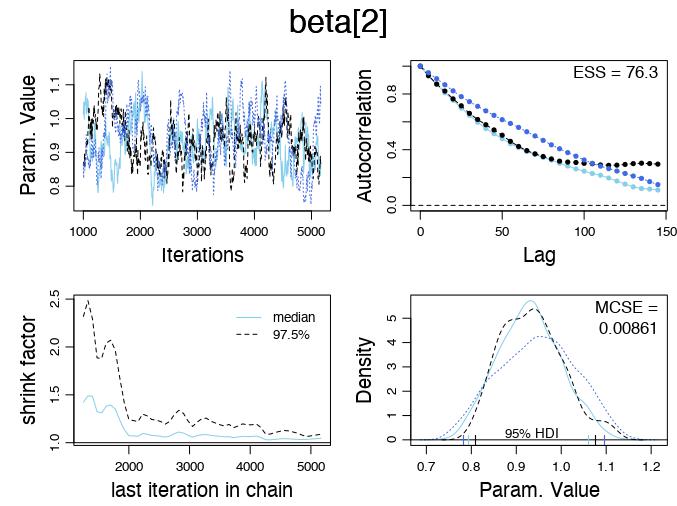 beta[2]
Param. Value
0.8 0.9 1.0 1.1
1000 2000 3000 4000 5000
Iterations
Autocorrelation
0.0 0.4 0.8
ESS = 76.3
0 50 100 150
Lag
shrink factor
1.0 1.5 2.0 2.5
median
97.5%
2000 3000 4000 5000
last iteration in chain
Density
0 1 2 3 4 5
MCSE =
0.00861
95% HDI
0.7 0.8 0.9 1.0 1.1 1.2
Param. Value